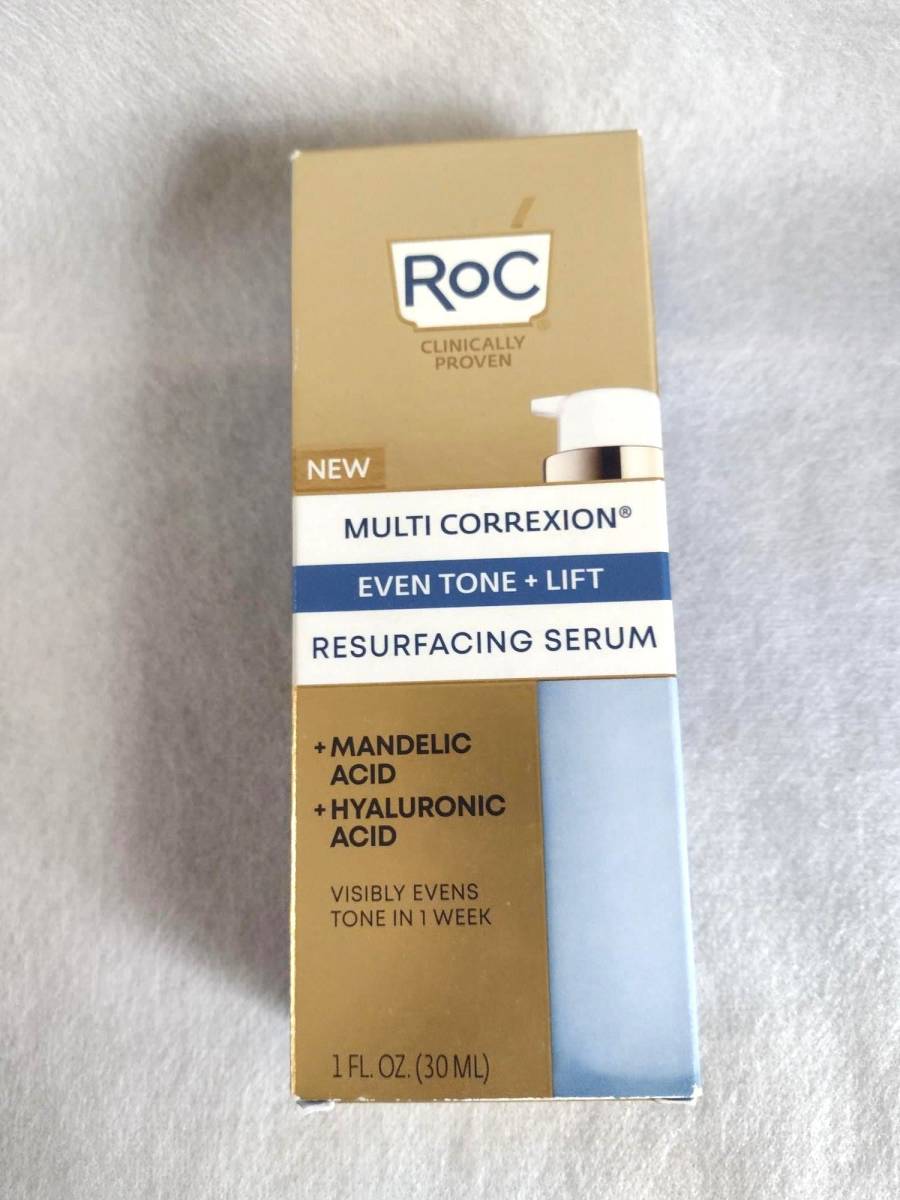 RoC®
CLINICALLY
PROVEN
NEW
MULTI CORREXION®
EVEN TONE + LIFT
RESURFACING SERUM
+ MANDELIC
ACID
+ HYALURONIC
ACID
VISIBLY EVENS
TONE IN 1 WEEK
1 FL. OZ. (30 ML)